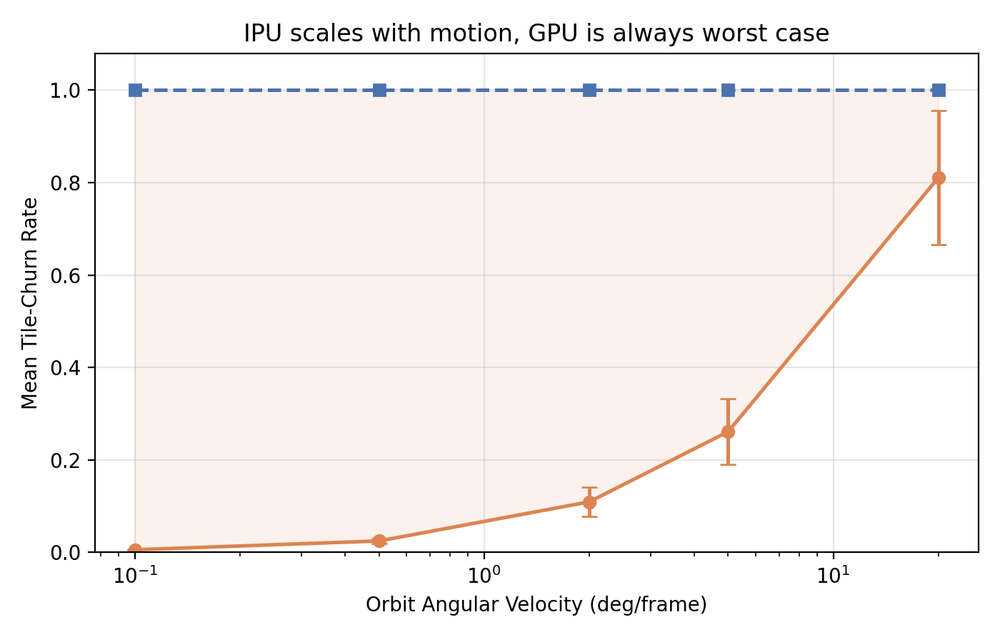 IPU scales with motion, GPU is always worst case
Mean Tile-Churn Rate
1.0
0.8
0.6
0.4
0.2
0.0
10⁻¹ 10⁰ 10¹
Orbit Angular Velocity (deg/frame)